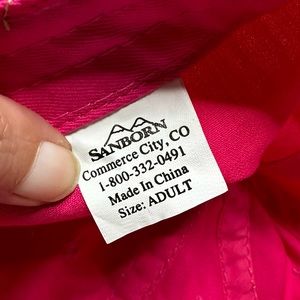 SANBORN
Commerce City, CO
1-800-332-0491
Made In China
Size: ADULT